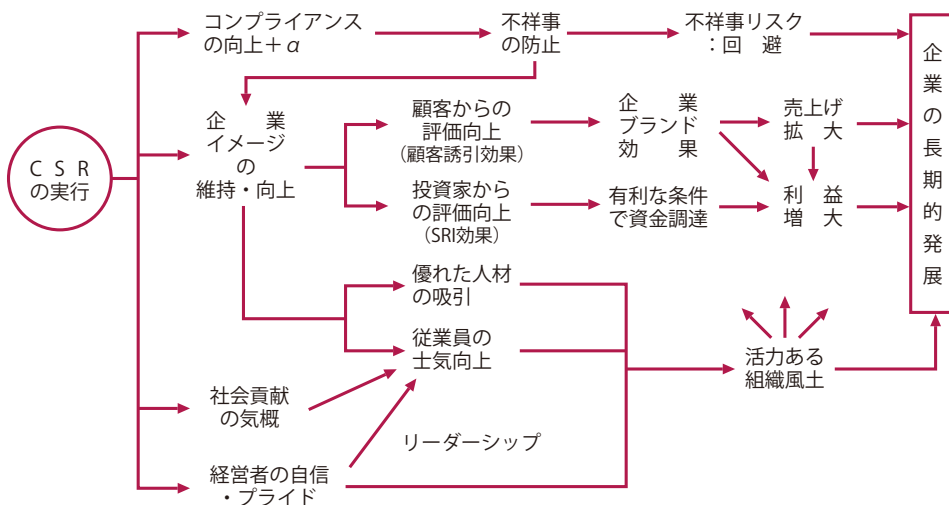 CSR
の実行
コンプライアンス
の向上+α
不祥事
の防止
不祥事リスク
：回避
企業
イメージ
の
維持・向上
顧客からの
評価向上
(顧客誘引効果)
企業
ブランド
効果
売上げ
拡大
投資家から
の評価向上
(SRI効果)
有利な条件
で資金調達
利益
増大
優れた人材
の吸引
従業員の
士気向上
活力ある
組織風土
社会貢献
の気概
リーダーシップ
経営者の自信
・プライド
企業の長期的発展